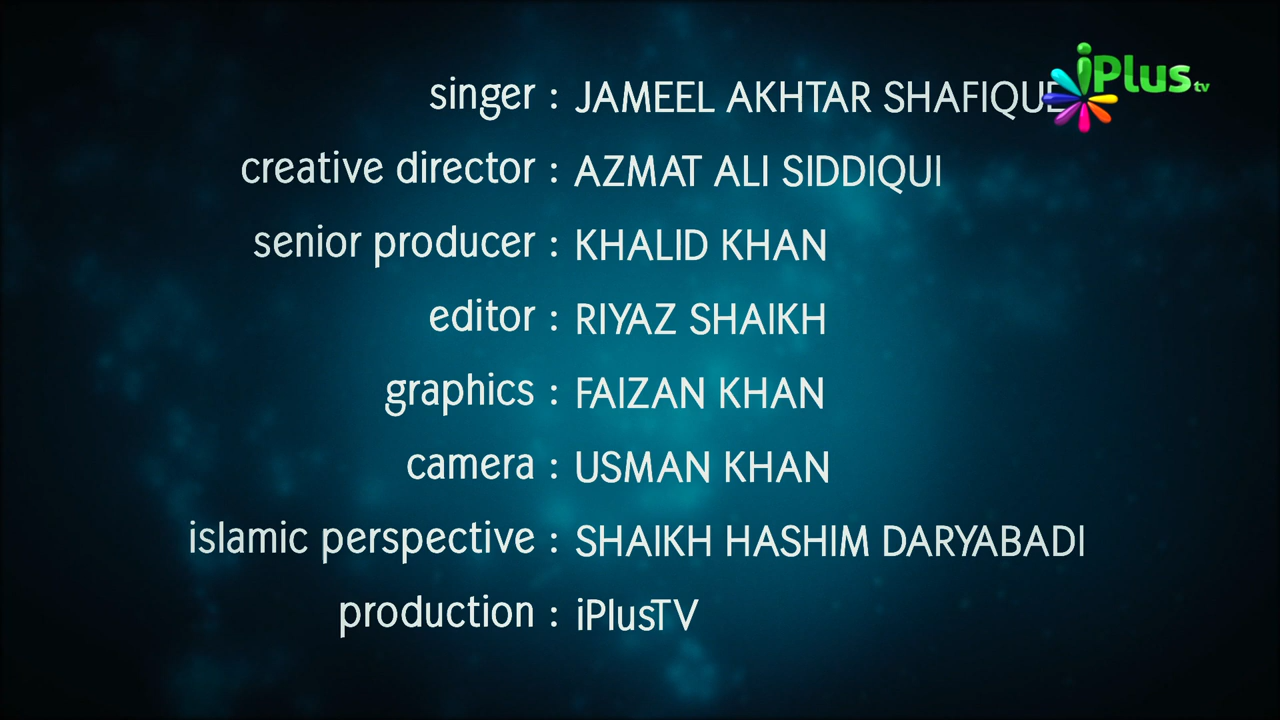 singer : JAMEEL AKHTAR SHAFIQUE
iPlus tv
creative director : AZMAT ALI SIDDIQUI
senior producer : KHALID KHAN
editor : RIYAZ SHAIKH
graphics : FAIZAN KHAN
camera : USMAN KHAN
islamic perspective : SHAIKH HASHIM DARYABADI
production : iPlusTV